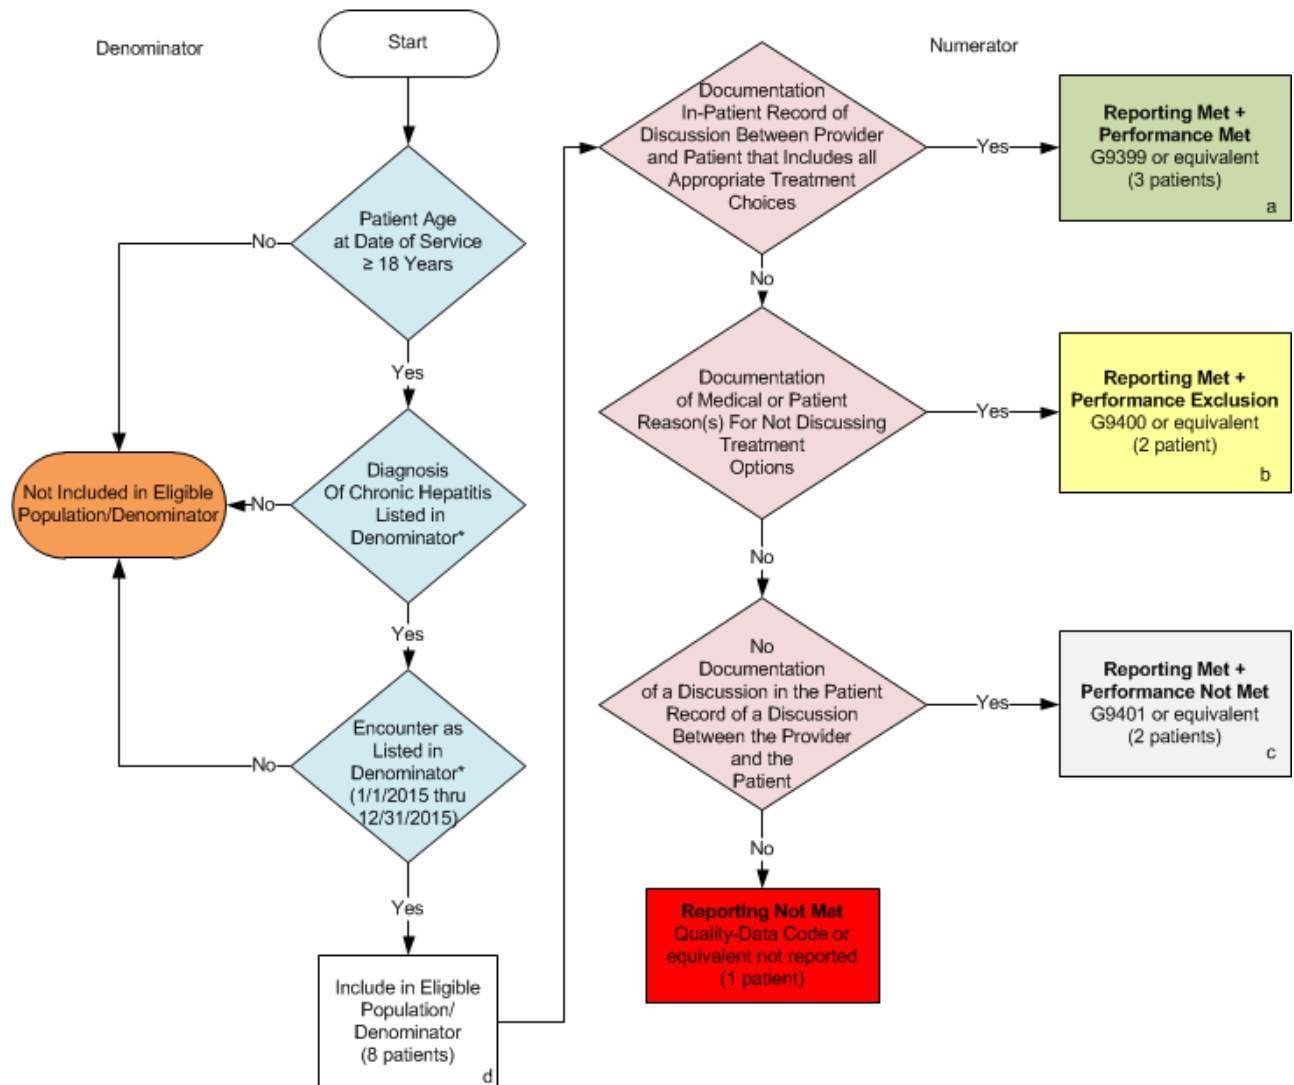 Denominator
Start
Patient Age
at Date of Service
≥ 18 Years
No
Yes
Diagnosis
Of Chronic Hepatitis
Listed in
Denominator*
No
Not Included in Eligible
Population/Denominator
Yes
Encounter as
Listed in
Denominator*
(1/1/2015 thru
12/31/2015)
No
Yes
Include in Eligible
Population/
Denominator
(8 patients)
d
Numerator
Documentation
In-Patient Record of
Discussion Between Provider
and Patient that Includes all
Appropriate Treatment
Choices
Yes
Reporting Met +
Performance Met
G9399 or equivalent
(3 patients)
a
No
Documentation
of Medical or Patient
Reason(s) For Not Discussing
Treatment
Options
Yes
Reporting Met +
Performance Exclusion
G9400 or equivalent
(2 patient)
b
No
No
Documentation
of a Discussion in the Patient
Record of a Discussion
Between the Provider
and the
Patient
Yes
Reporting Met +
Performance Not Met
G9401 or equivalent
(2 patients)
c
No
Reporting Not Met
Quality-Data Code or
equivalent not reported
(1 patient)